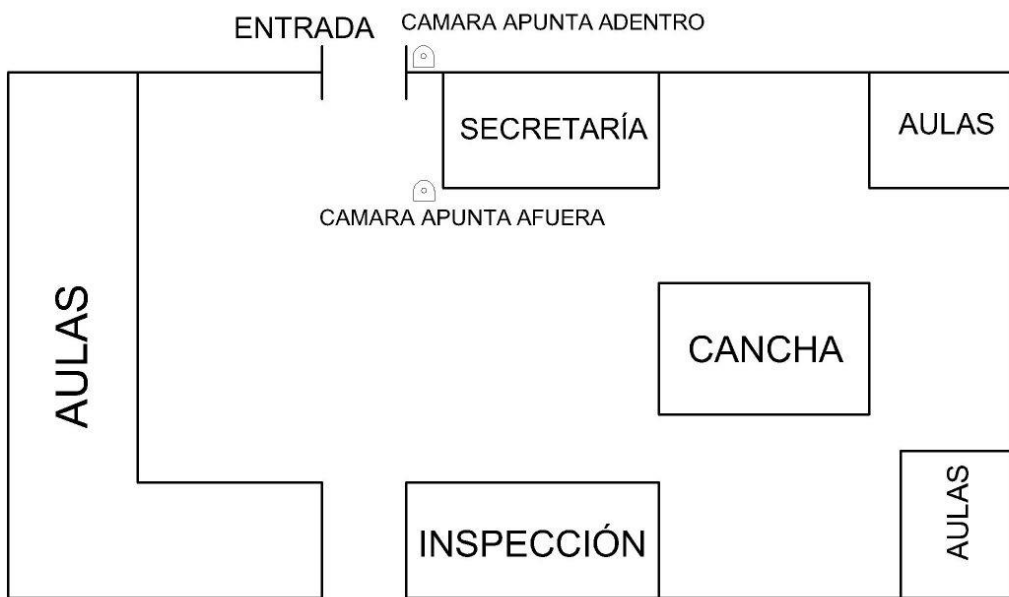 ENTRADA
CAMARA APUNTA ADENTRO
SECRETARÍA
AULAS
CAMARA APUNTA AFUERA
AULAS
CANCHA
INSPECCIÓN
AULAS